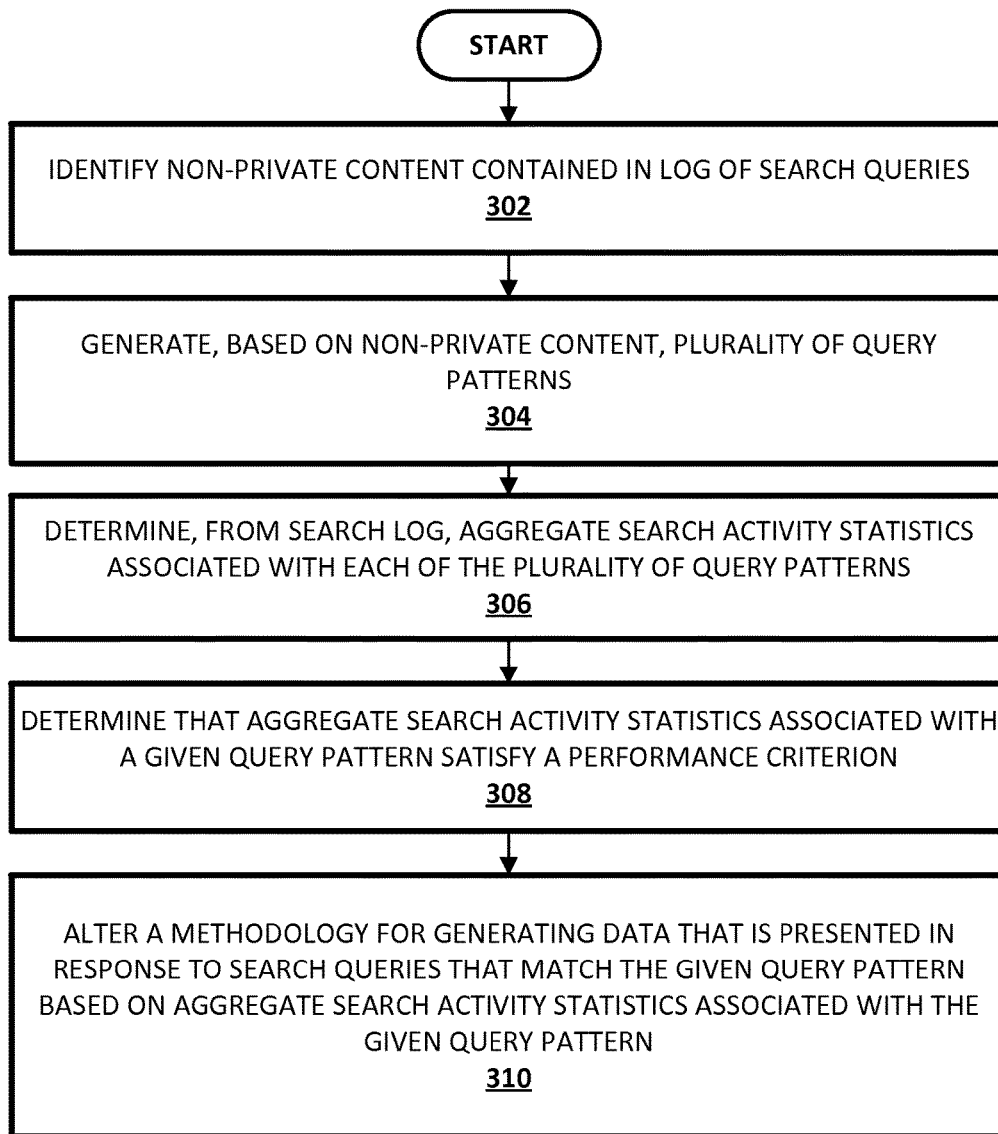 START
IDENTIFY NON-PRIVATE CONTENT CONTAINED IN LOG OF SEARCH QUERIES
302
GENERATE, BASED ON NON-PRIVATE CONTENT, PLURALITY OF QUERY
PATTERNS
304
DETERMINE, FROM SEARCH LOG, AGGREGATE SEARCH ACTIVITY STATISTICS
ASSOCIATED WITH EACH OF THE PLURALITY OF QUERY PATTERNS
306
DETERMINE THAT AGGREGATE SEARCH ACTIVITY STATISTICS ASSOCIATED WITH
A GIVEN QUERY PATTERN SATISFY A PERFORMANCE CRITERION
308
ALTER A METHODOLOGY FOR GENERATING DATA THAT IS PRESENTED IN
RESPONSE TO SEARCH QUERIES THAT MATCH THE GIVEN QUERY PATTERN
BASED ON AGGREGATE SEARCH ACTIVITY STATISTICS ASSOCIATED WITH THE
GIVEN QUERY PATTERN
310